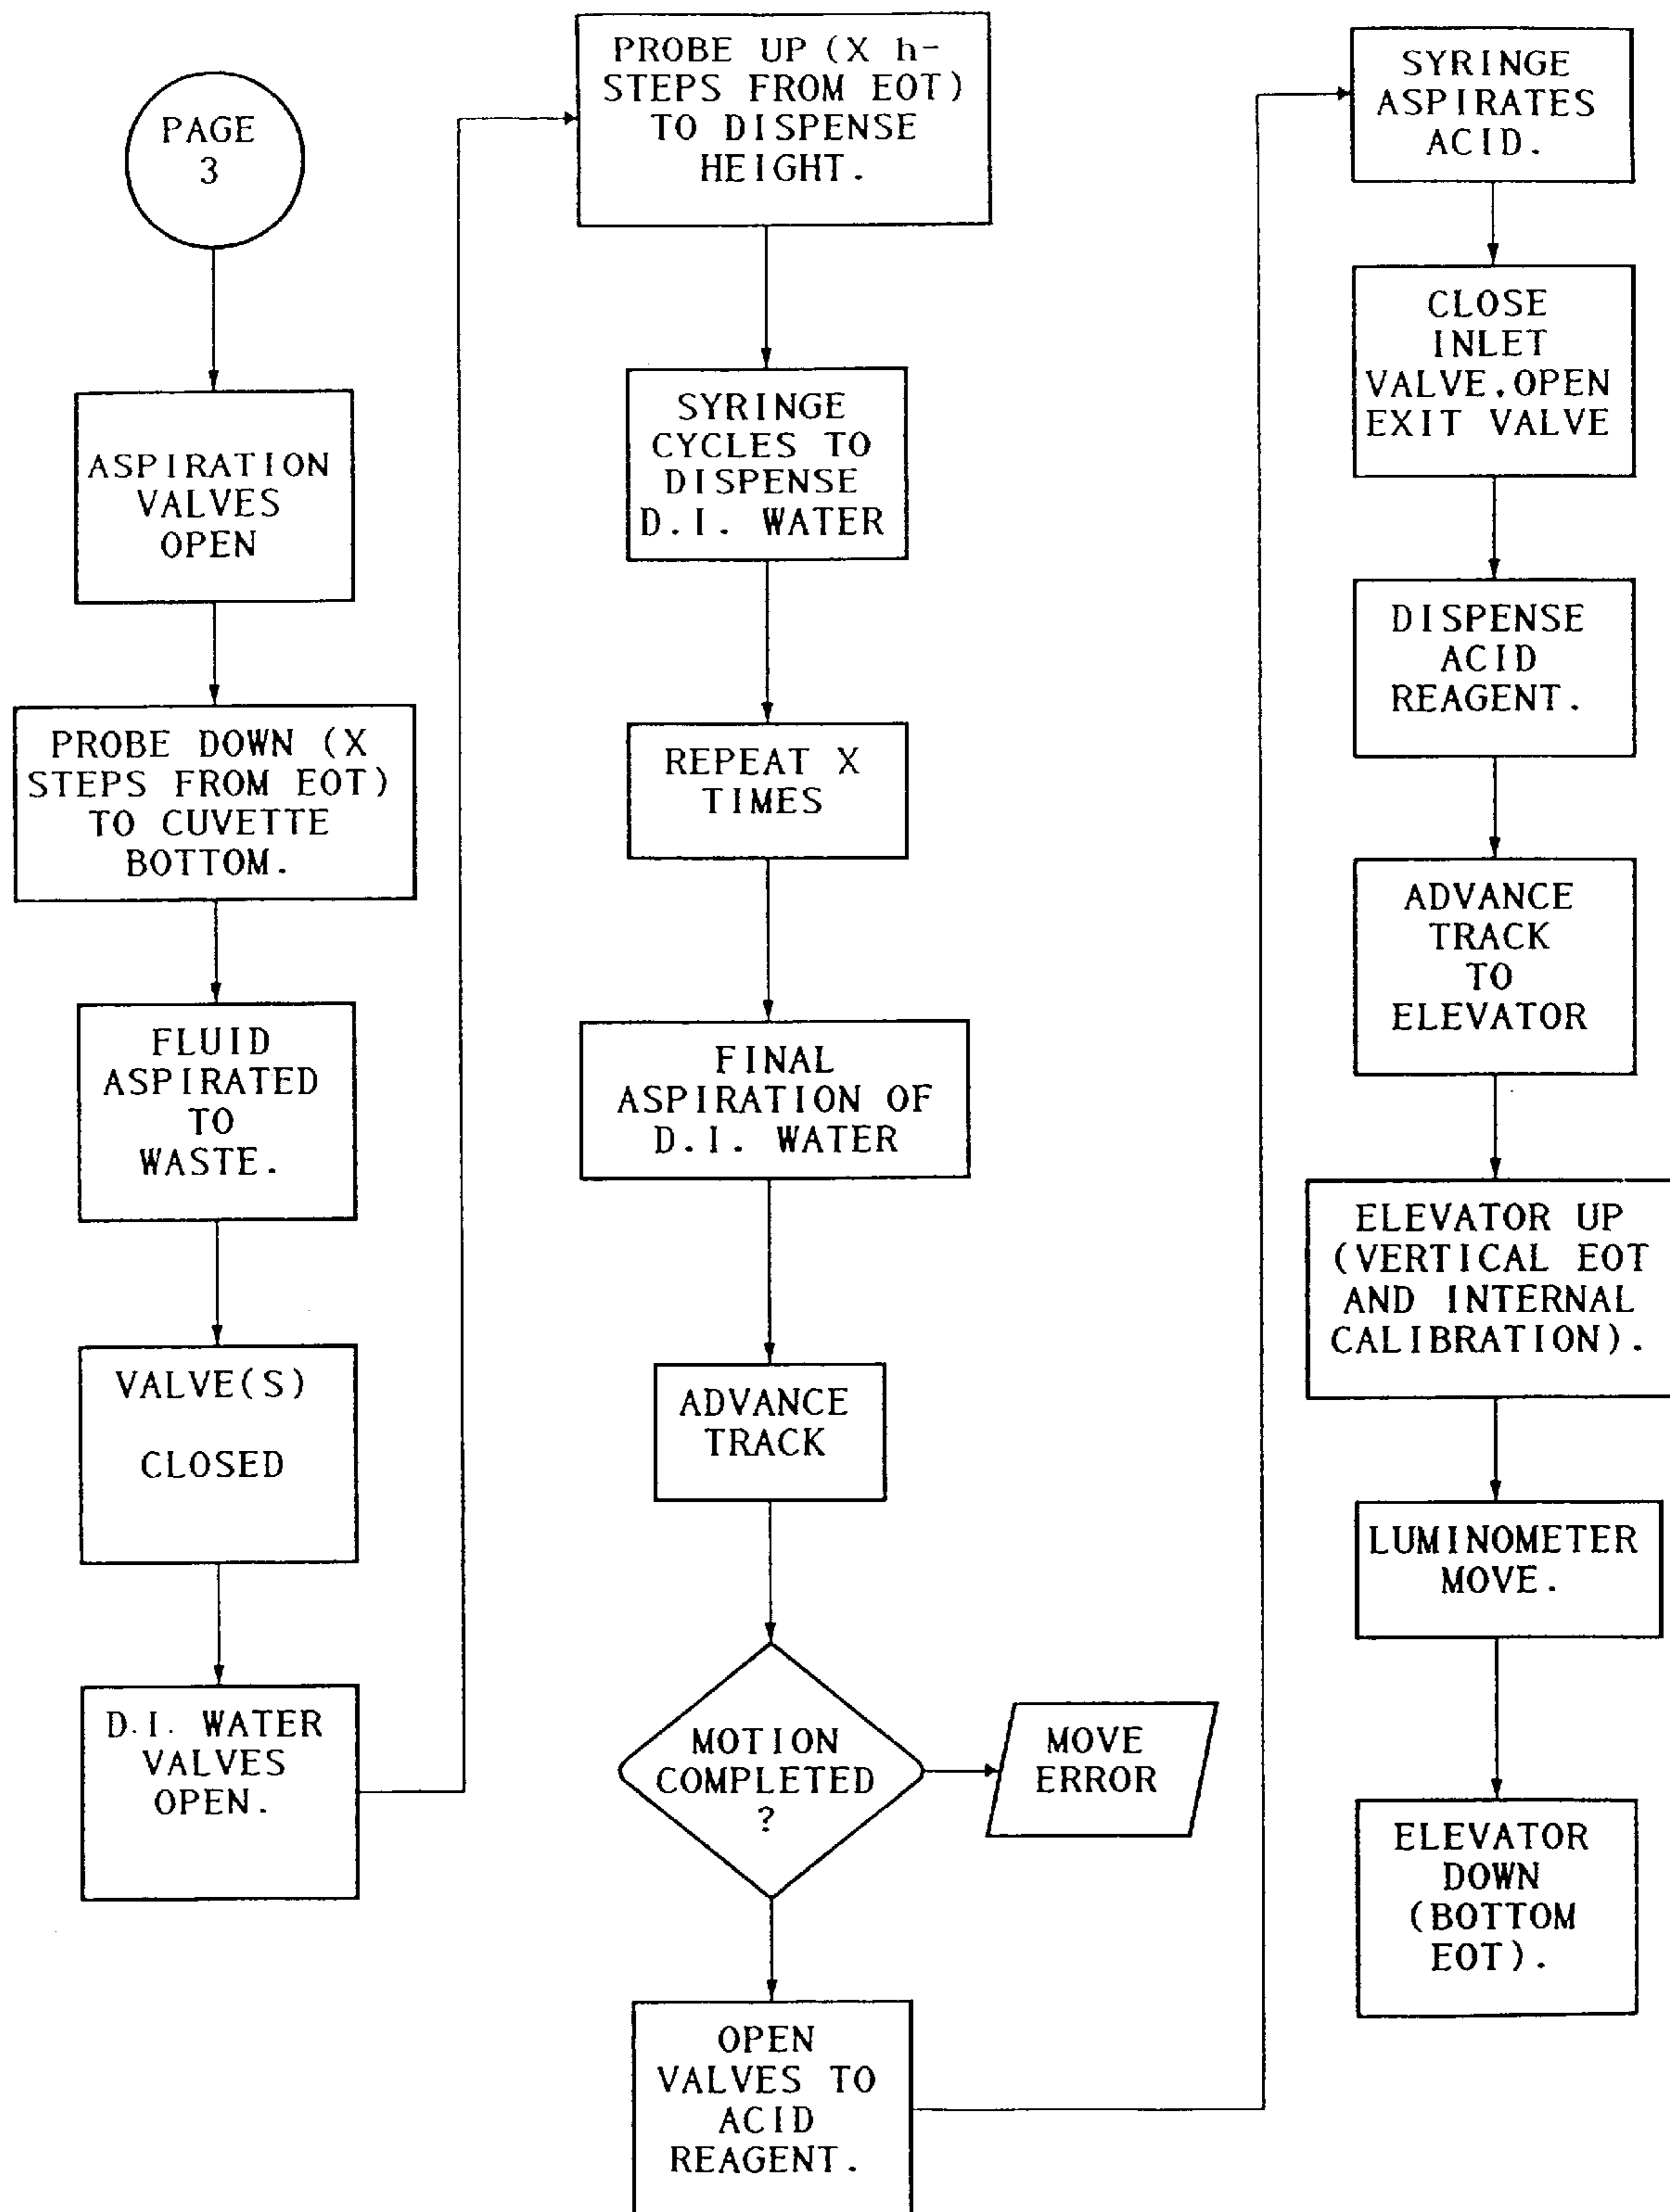 PAGE
3
ASPIRATION
VALVES
OPEN
PROBE DOWN (X
STEPS FROM EOT)
TO CUVETTE
BOTTOM.
FLUID
ASPIRATED
TO
WASTE.
VALVE(S)
CLOSED
D.I. WATER
VALVES
OPEN.
PROBE UP (X h-
STEPS FROM EOT)
TO DISPENSE
HEIGHT.
SYRINGE
CYCLES TO
DISPENSE
D.I. WATER
REPEAT X
TIMES
FINAL
ASPIRATION OF
D.I. WATER
ADVANCE
TRACK
MOTION
COMPLETED
?
MOVE
ERROR
OPEN
VALVES TO
ACID
REAGENT.
SYRINGE
ASPIRATES
ACID.
CLOSE
INLET
VALVE.OPEN
EXIT VALVE
DISPENSE
ACID
REAGENT.
ADVANCE
TRACK
TO
ELEVATOR
ELEVATOR UP
(VERTICAL EOT
AND INTERNAL
CALIBRATION).
LUMINOMETER
MOVE.
ELEVATOR
DOWN
(BOTTOM
EOT).